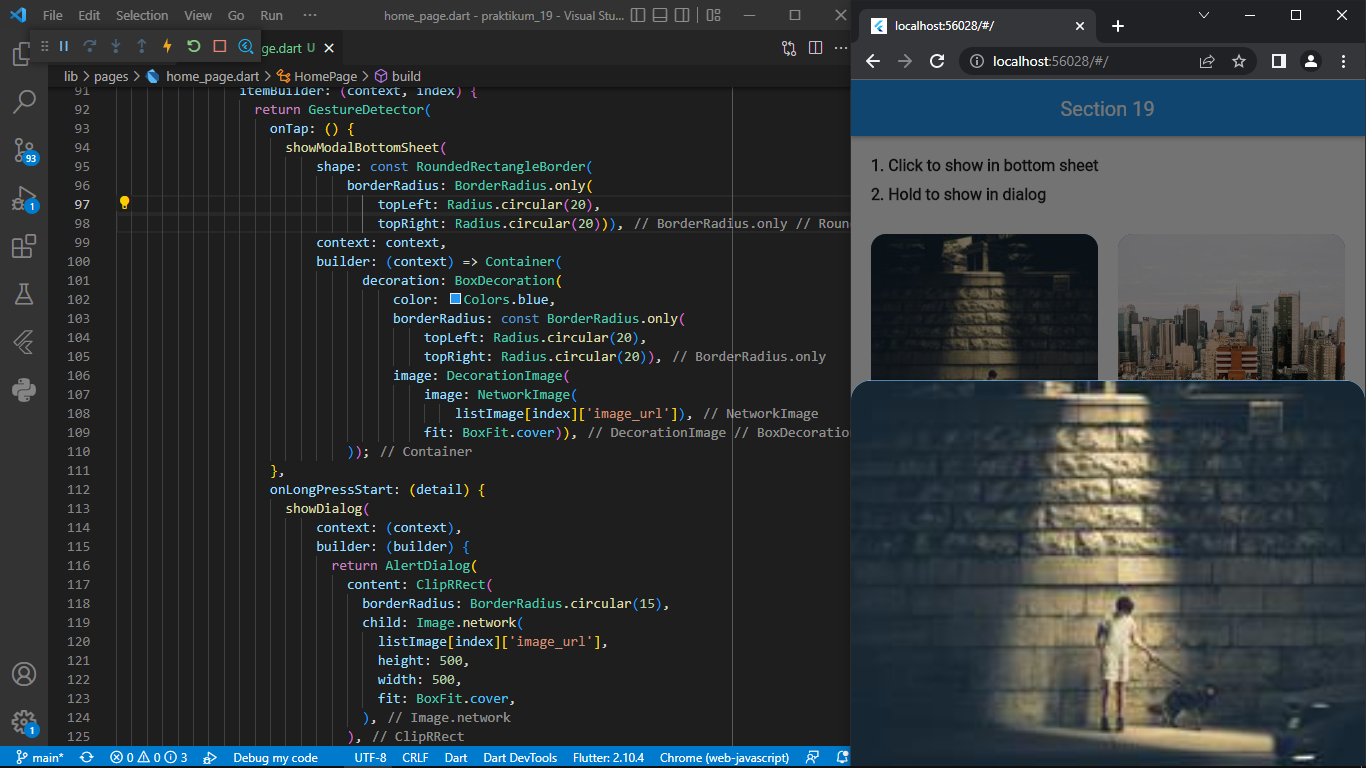 File Edit Selection View Go Run ··· home_page.dart - praktikum_19 - Visual Stu...
ge.dart U
lib > pages > home_page.dart > HomePage > build
91 itemBuilder: (context, index) {
92 return GestureDetector(
93 onTap: () {
94 showModalBottomSheet(
95 shape: const RoundedRectangleBorder(
96 borderRadius: BorderRadius.only(
97 topLeft: Radius.circular(20),
98 topRight: Radius.circular(20))), // BorderRadius.only // Roun
99 context: context,
100 builder: (context) => Container(
101 decoration: BoxDecoration(
102 color: Colors.blue,
103 borderRadius: const BorderRadius.only(
104 topLeft: Radius.circular(20),
105 topRight: Radius.circular(20)), // BorderRadius.only
106 image: DecorationImage(
107 image: NetworkImage(
108 listImage[index]['image_url']), // NetworkImage
109 fit: BoxFit.cover)), // DecorationImage // BoxDecoratio
110 )); // Container
111 },
112 onLongPressStart: (detail) {
113 showDialog(
114 context: (context),
115 builder: (builder) {
116 return AlertDialog(
117 content: ClipRRect(
118 borderRadius: BorderRadius.circular(15),
119 child: Image.network(
120 listImage[index]['image_url'],
121 height: 500,
122 width: 500,
123 fit: BoxFit.cover,
124 ), // Image.network
125 ), // ClipRRect
93
1
1
main* 0 0 3 Debug my code UTF-8 CRLF Dart Dart DevTools Flutter: 2.10.4 Chrome (web-javascript)
localhost:56028/#/
localhost:56028/#/
Section 19
1. Click to show in bottom sheet
2. Hold to show in dialog